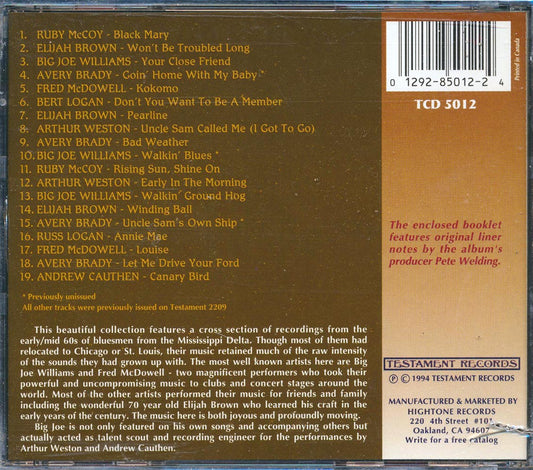 1. RUBY McCOY - Black Mary
2. ELIJAH BROWN - Won't Be Troubled Long
3. BIG JOE WILLIAMS - Your Close Friend
4. AVERY BRADY - Goin' Home With My Baby *
5. FRED McDOWELL - Kokomo
6. BERT LOGAN - Don't You Want To Be A Member
7. ELIJAH BROWN - Pearline
8. ARTHUR WESTON - Uncle Sam Called Me (I Got To Go)
9. AVERY BRADY - Bad Weather
10. BIG JOE WILLIAMS - Walkin' Blues *
11. RUBY McCOY - Rising Sun, Shine On
12. ARTHUR WESTON - Early In The Morning
13. BIG JOE WILLIAMS - Walkin' Ground Hog
14. ELIJAH BROWN - Winding Ball
15. AVERY BRADY - Uncle Sam's Own Ship *
16. RUSS LOGAN - Annie Mae
17. FRED McDOWELL - Louise
18. AVERY BRADY - Let Me Drive Your Ford
19. ANDREW CAUTHEN - Canary Bird
* Previously unissued
All other tracks were previously issued on Testament 2209
This beautiful collection features a cross section of recordings from the
early/mid 60s of bluesmen from the Mississippi Delta. Though most of them had
relocated to Chicago or St. Louis, their music retained much of the raw intensity
of the sounds they had grown up with. The most well known artists here are Big
Joe Williams and Fred McDowell - two magnificent performers who took their
powerful and uncompromising music to clubs and concert stages around the
world. Most of the other artists performed their music for friends and family
including the wonderful 70 year old Elijah Brown who learned his craft in the
early years of the century. The music here is both joyous and profoundly moving.
Big Joe is not only featured on his own songs and accompanying others but
actually acted as talent scout and recording engineer for the performances by
Arthur Weston and Andrew Cauthen.
0 12928-85012-2 4
Printed in Canada
TCD 5012
The enclosed booklet
features original liner
notes by the album's
producer Pete Welding.
TESTAMENT RECORDS
℗ © 1994 TESTAMENT RECORDS
MANUFACTURED & MARKETED BY
HIGHTONE RECORDS
220 4th Street #101
Oakland, CA 94607
Write for a free catalog